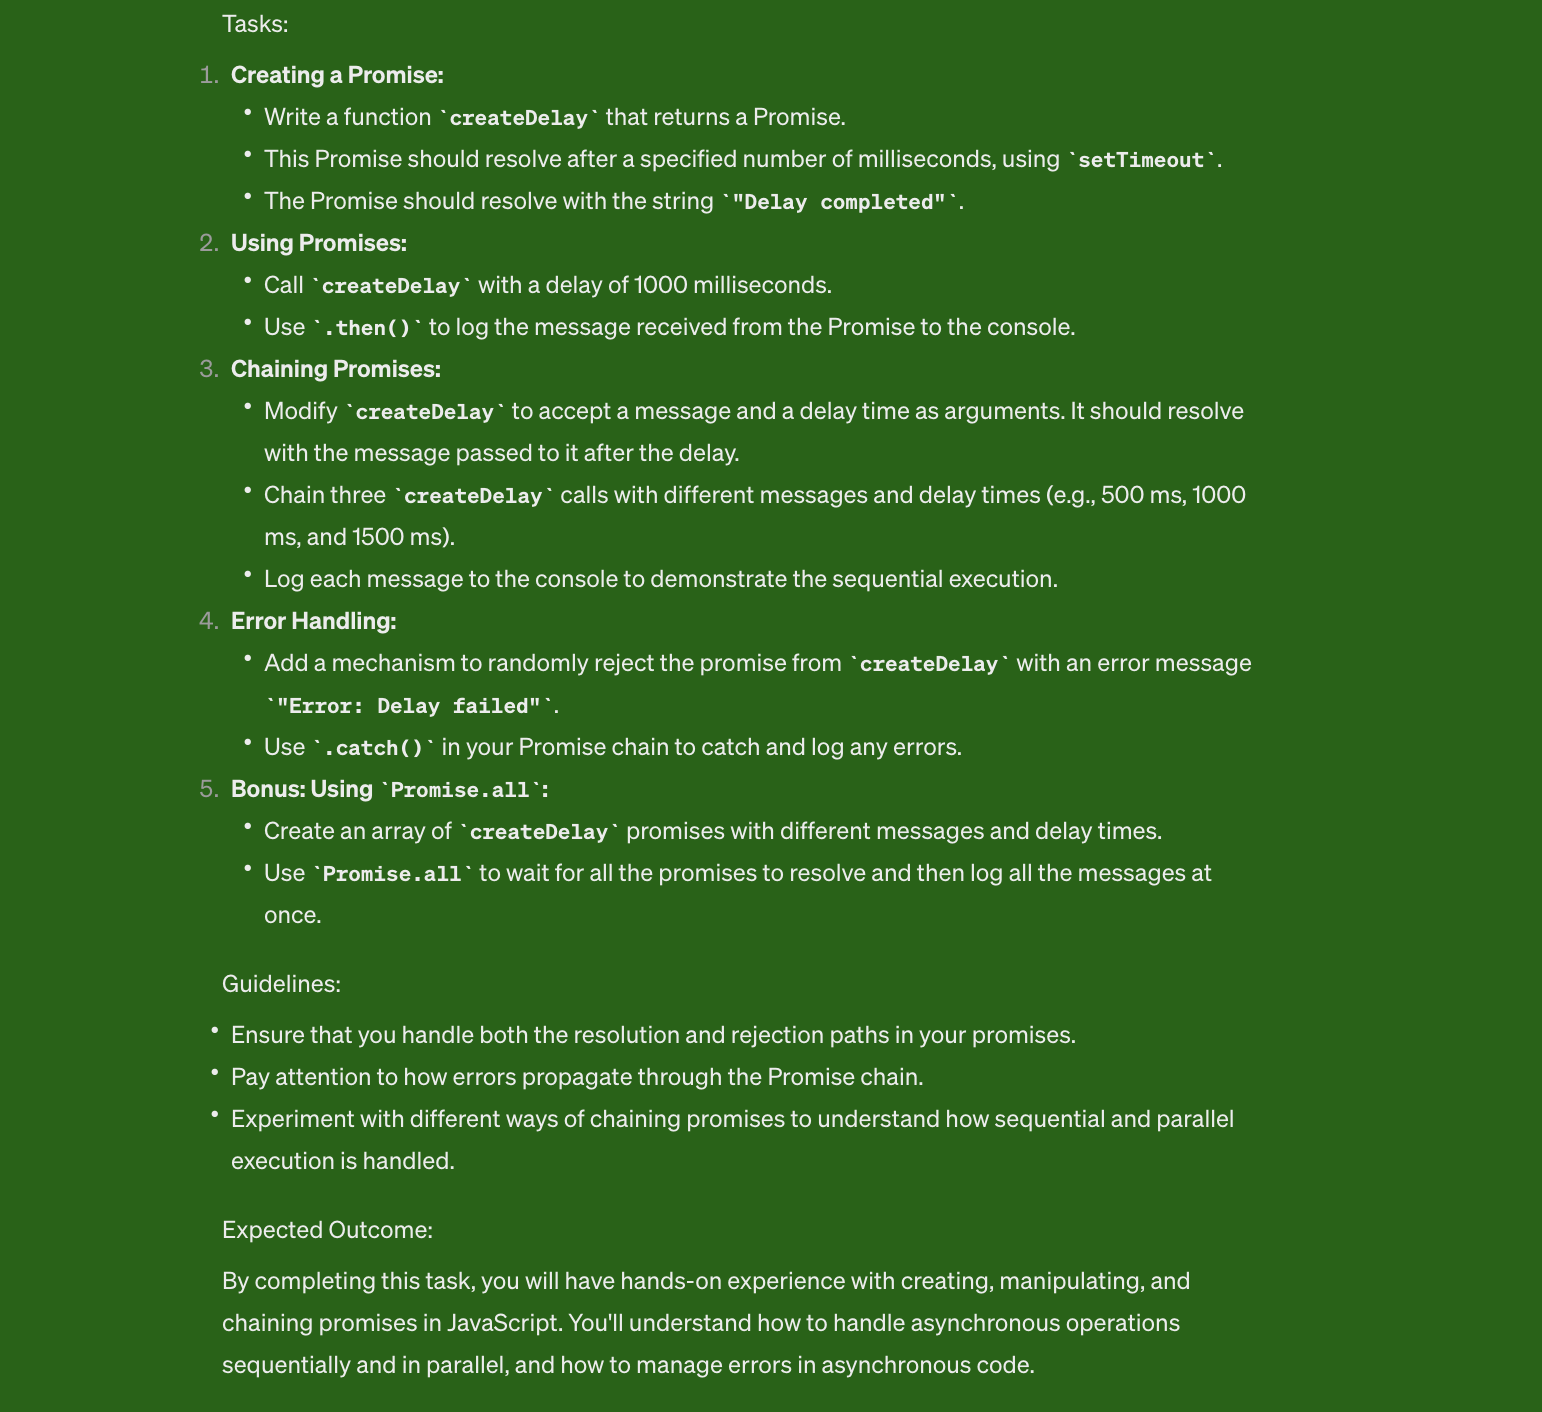 Tasks:
1. Creating a Promise:
• Write a function `createDelay` that returns a Promise.
• This Promise should resolve after a specified number of milliseconds, using `setTimeout`.
• The Promise should resolve with the string `"Delay completed"`.
2. Using Promises:
• Call `createDelay` with a delay of 1000 milliseconds.
• Use `.then()` to log the message received from the Promise to the console.
3. Chaining Promises:
• Modify `createDelay` to accept a message and a delay time as arguments. It should resolve
with the message passed to it after the delay.
• Chain three `createDelay` calls with different messages and delay times (e.g., 500 ms, 1000
ms, and 1500 ms).
• Log each message to the console to demonstrate the sequential execution.
4. Error Handling:
• Add a mechanism to randomly reject the promise from `createDelay` with an error message
`"Error: Delay failed"`.
• Use `.catch()` in your Promise chain to catch and log any errors.
5. Bonus: Using `Promise.all`:
• Create an array of `createDelay` promises with different messages and delay times.
• Use `Promise.all` to wait for all the promises to resolve and then log all the messages at
once.
Guidelines:
• Ensure that you handle both the resolution and rejection paths in your promises.
• Pay attention to how errors propagate through the Promise chain.
• Experiment with different ways of chaining promises to understand how sequential and parallel
execution is handled.
Expected Outcome:
By completing this task, you will have hands-on experience with creating, manipulating, and
chaining promises in JavaScript. You'll understand how to handle asynchronous operations
sequentially and in parallel, and how to manage errors in asynchronous code.